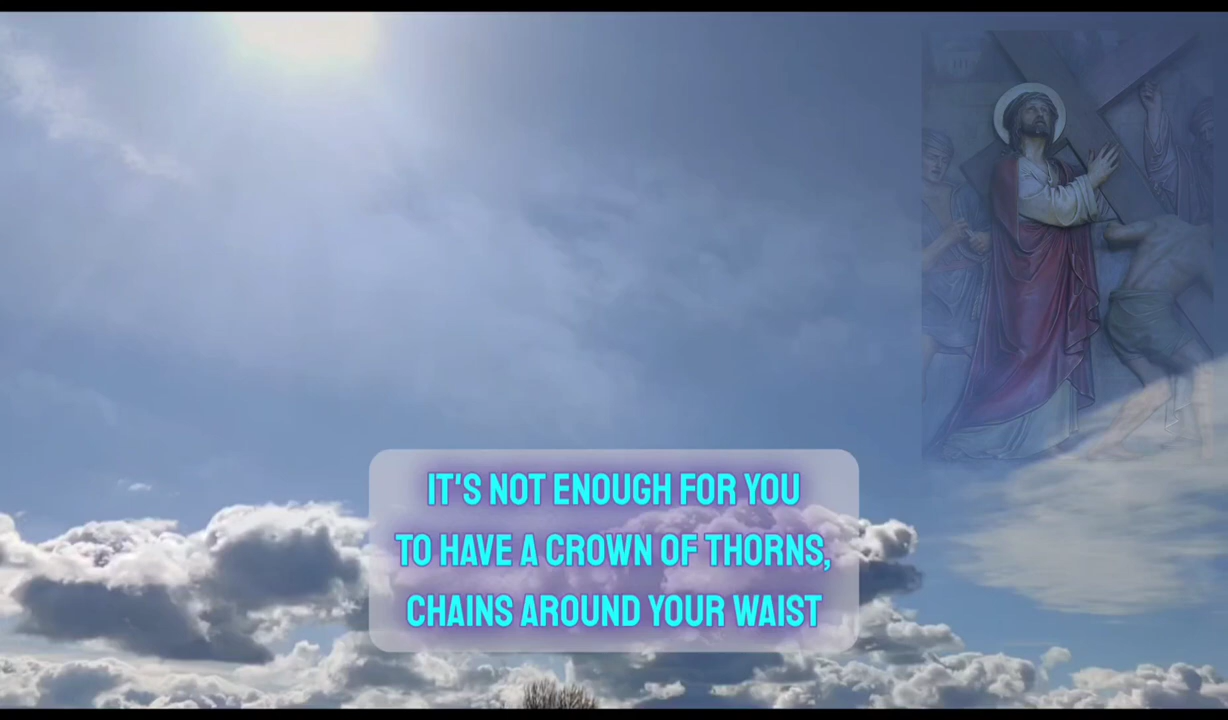 IT'S NOT ENOUGH FOR YOU
TO HAVE A CROWN OF THORNS,
CHAINS AROUND YOUR WAIST